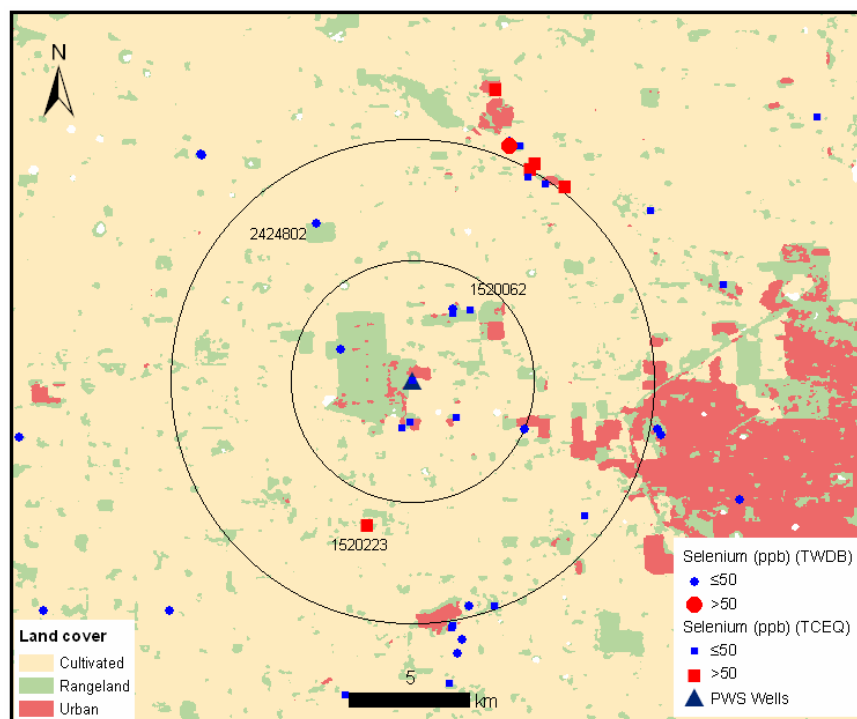 N
2424802
1520062
1520223
Selenium (ppb) (TWDB)
≤50
>50
Selenium (ppb) (TCEQ)
≤50
>50
PWS Wells
Land cover
Cultivated
Rangeland
Urban
5
km